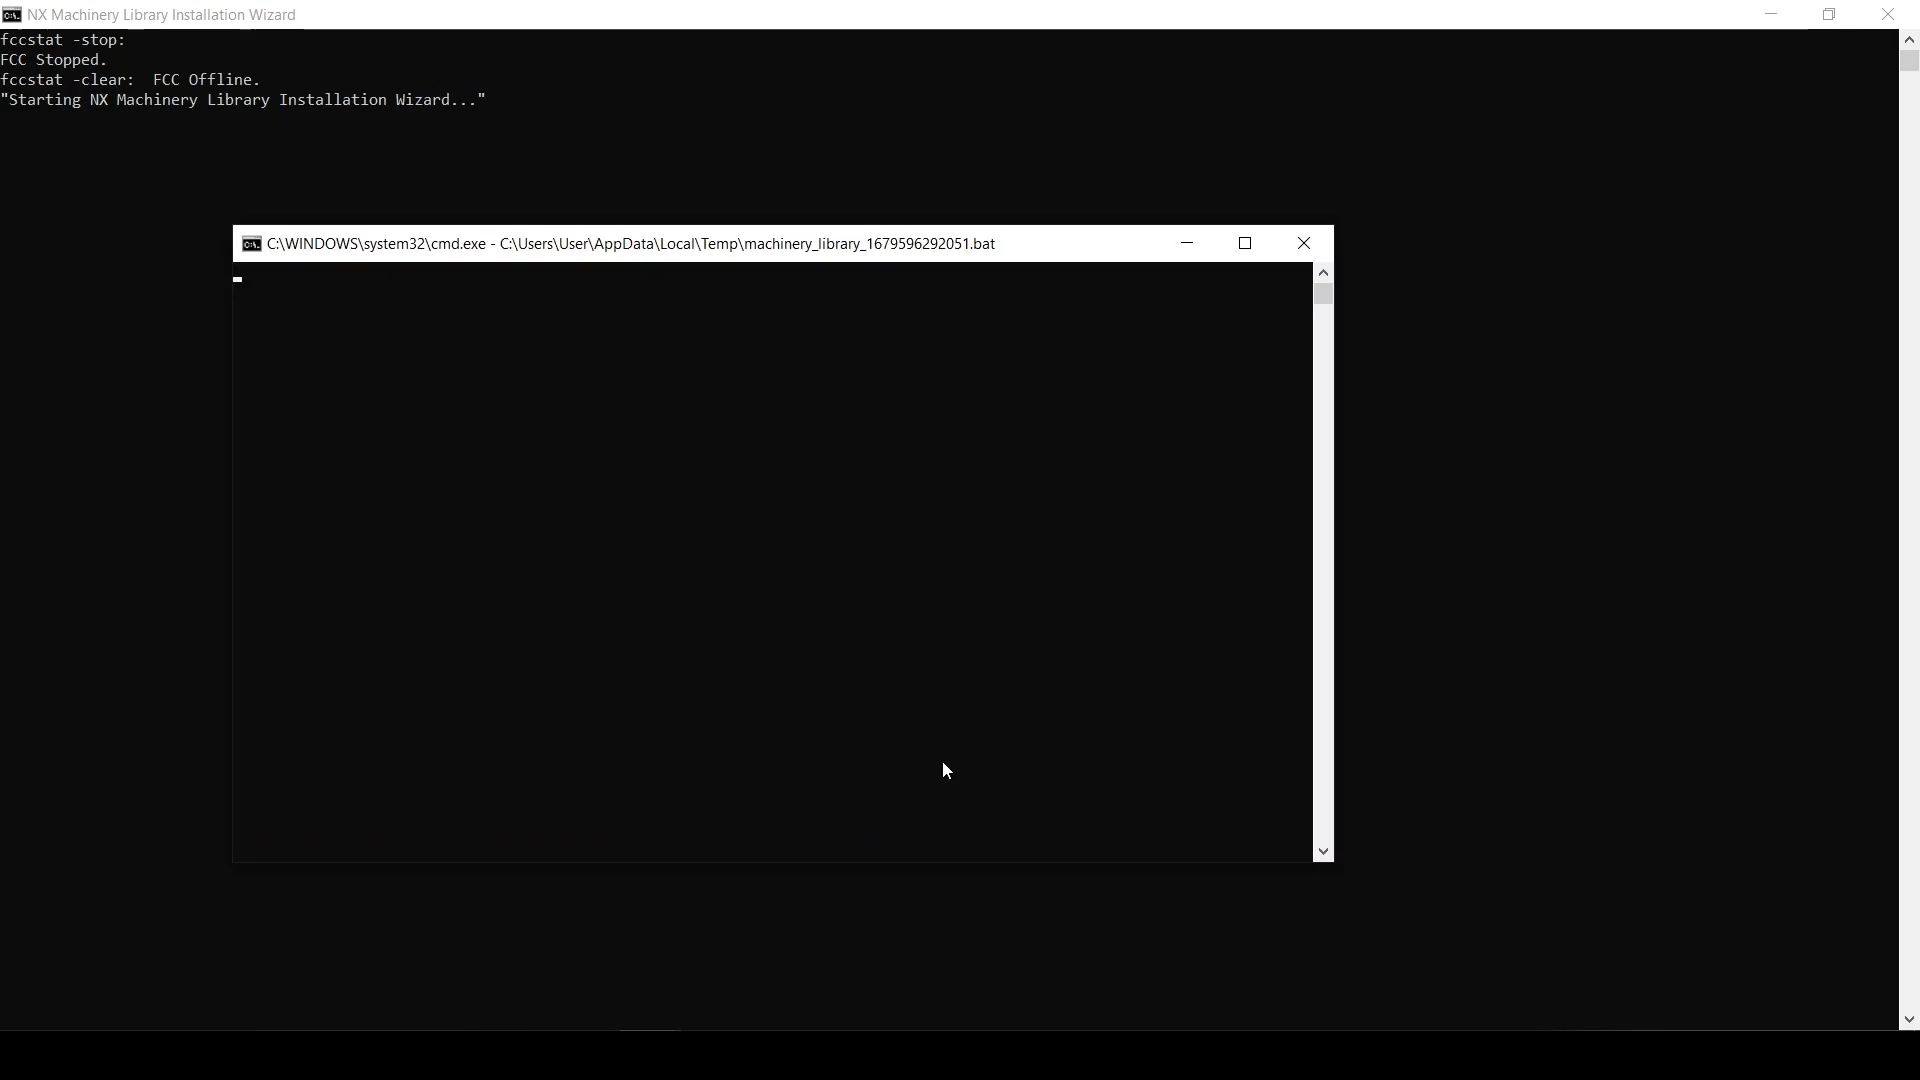 NX Machinery Library Installation Wizard
fccstat -stop:
FCC Stopped.
fccstat -clear:  FCC Offline.
"Starting NX Machinery Library Installation Wizard..."
C:\WINDOWS\system32\cmd.exe - C:\Users\User\AppData\Local\Temp\machinery_library_1679596292051.bat